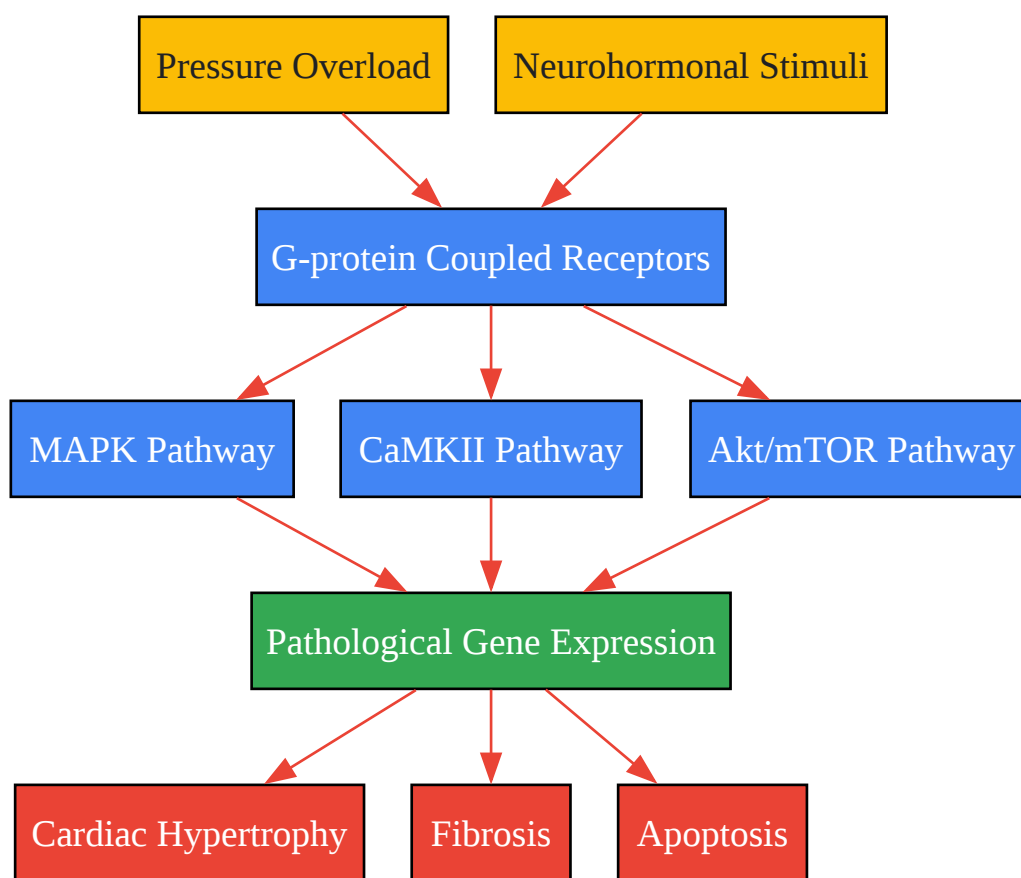 Pressure Overload
Neurohormonal Stimuli
G-protein Coupled Receptors
MAPK Pathway
CaMKII Pathway
Akt/mTOR Pathway
Pathological Gene Expression
Cardiac Hypertrophy
Fibrosis
Apoptosis